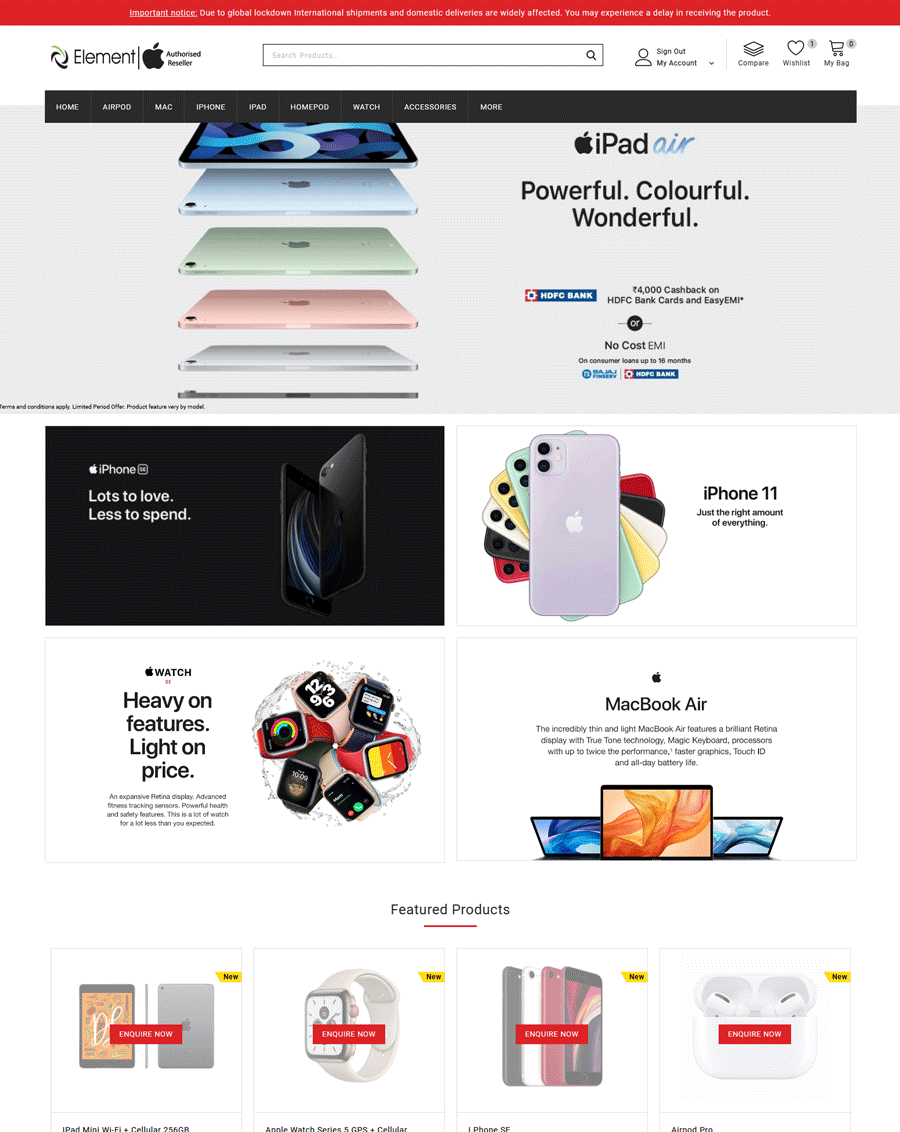 Important notice: Due to global lockdown International shipments and domestic deliveries are widely affected. You may experience a delay in receiving the product.
Element
Authorised
Reseller
Search Products...
Sign Out
My Account
Compare
1
Wishlist
0
My Bag
HOME
AIRPOD
MAC
IPHONE
IPAD
HOMEPOD
WATCH
ACCESSORIES
MORE
iPad air
Powerful. Colourful.
Wonderful.
HDFC BANK
₹4,000 Cashback on
HDFC Bank Cards and EasyEMI*
or
No Cost EMI
On consumer loans up to 16 months
BAJAJ
FINSERV
HDFC BANK
Terms and conditions apply. Limited Period Offer. Product feature very by model.
iPhone SE
Lots to love.
Less to spend.
iPhone 11
Just the right amount
of everything.
WATCH
SE
Heavy on
features.
Light on
price.
An expansive Retina display. Advanced
fitness tracking sensors. Powerful health
and safety features. This is a lot of watch
for a lot less than you expected.
12
3
96
10:09
Mom
MacBook Air
The incredibly thin and light MacBook Air features a brilliant Retina
display with True Tone technology, Magic Keyboard, processors
with up to twice the performance,¹ faster graphics, Touch ID
and all-day battery life.
Featured Products
New
ENQUIRE NOW
IPad Mini Wi-Fi + Cellular 256GB
New
ENQUIRE NOW
Apple Watch Series 5 GPS + Cellular
New
ENQUIRE NOW
I Phone SE
New
ENQUIRE NOW
Airpod Pro